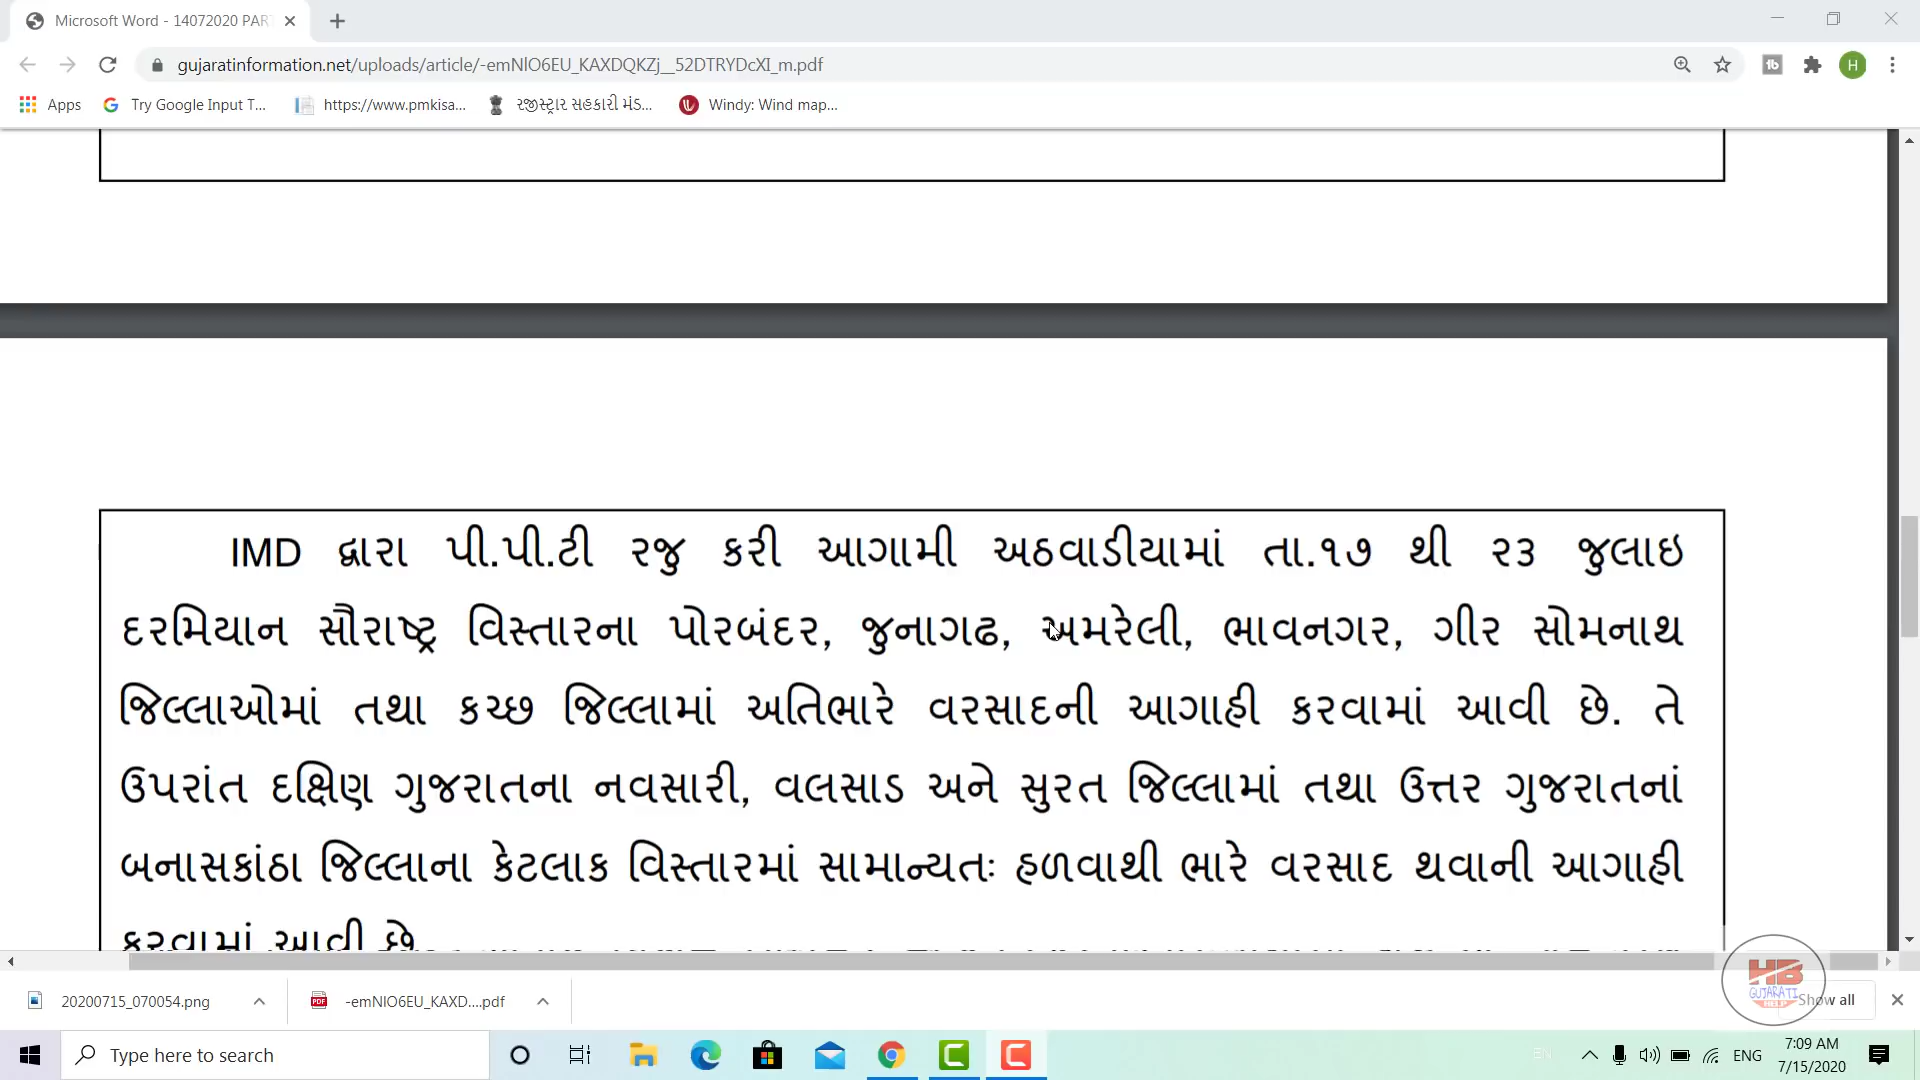 Microsoft Word - 14072020 PAR
gujaratinformation.net/uploads/article/-emNlO6EU_KAXDQKZj__52DTRYDcXI_m.pdf
Apps Try Google Input T... https://www.pmkisa... રજીસ્ટ્રાર સહકારી મંડ... Windy: Wind map...
IMD દ્વારા પી.પી.ટી રજુ કરી આગામી અઠવાડીયામાં તા.૧૭ થી ૨૩ જુલાઇ
દરમિયાન સૌરાષ્ટ્ર વિસ્તારના પોરબંદર, જુનાગઢ, અમરેલી, ભાવનગર, ગીર સોમનાથ
જિલ્લાઓમાં તથા કચ્છ જિલ્લામાં અતિભારે વરસાદની આગાહી કરવામાં આવી છે. તે
ઉપરાંત દક્ષિણ ગુજરાતના નવસારી, વલસાડ અને સુરત જિલ્લામાં તથા ઉત્તર ગુજરાતનાં
બનાસકાંઠા જિલ્લાના કેટલાક વિસ્તારમાં સામાન્યતઃ હળવાથી ભારે વરસાદ થવાની આગાહી
કરવામાં આવી છે.
HB
GUJARATI
HELP
20200715_070054.png -emNlO6EU_KAXD....pdf Show all
Type here to search
ENG
7:09 AM
7/15/2020